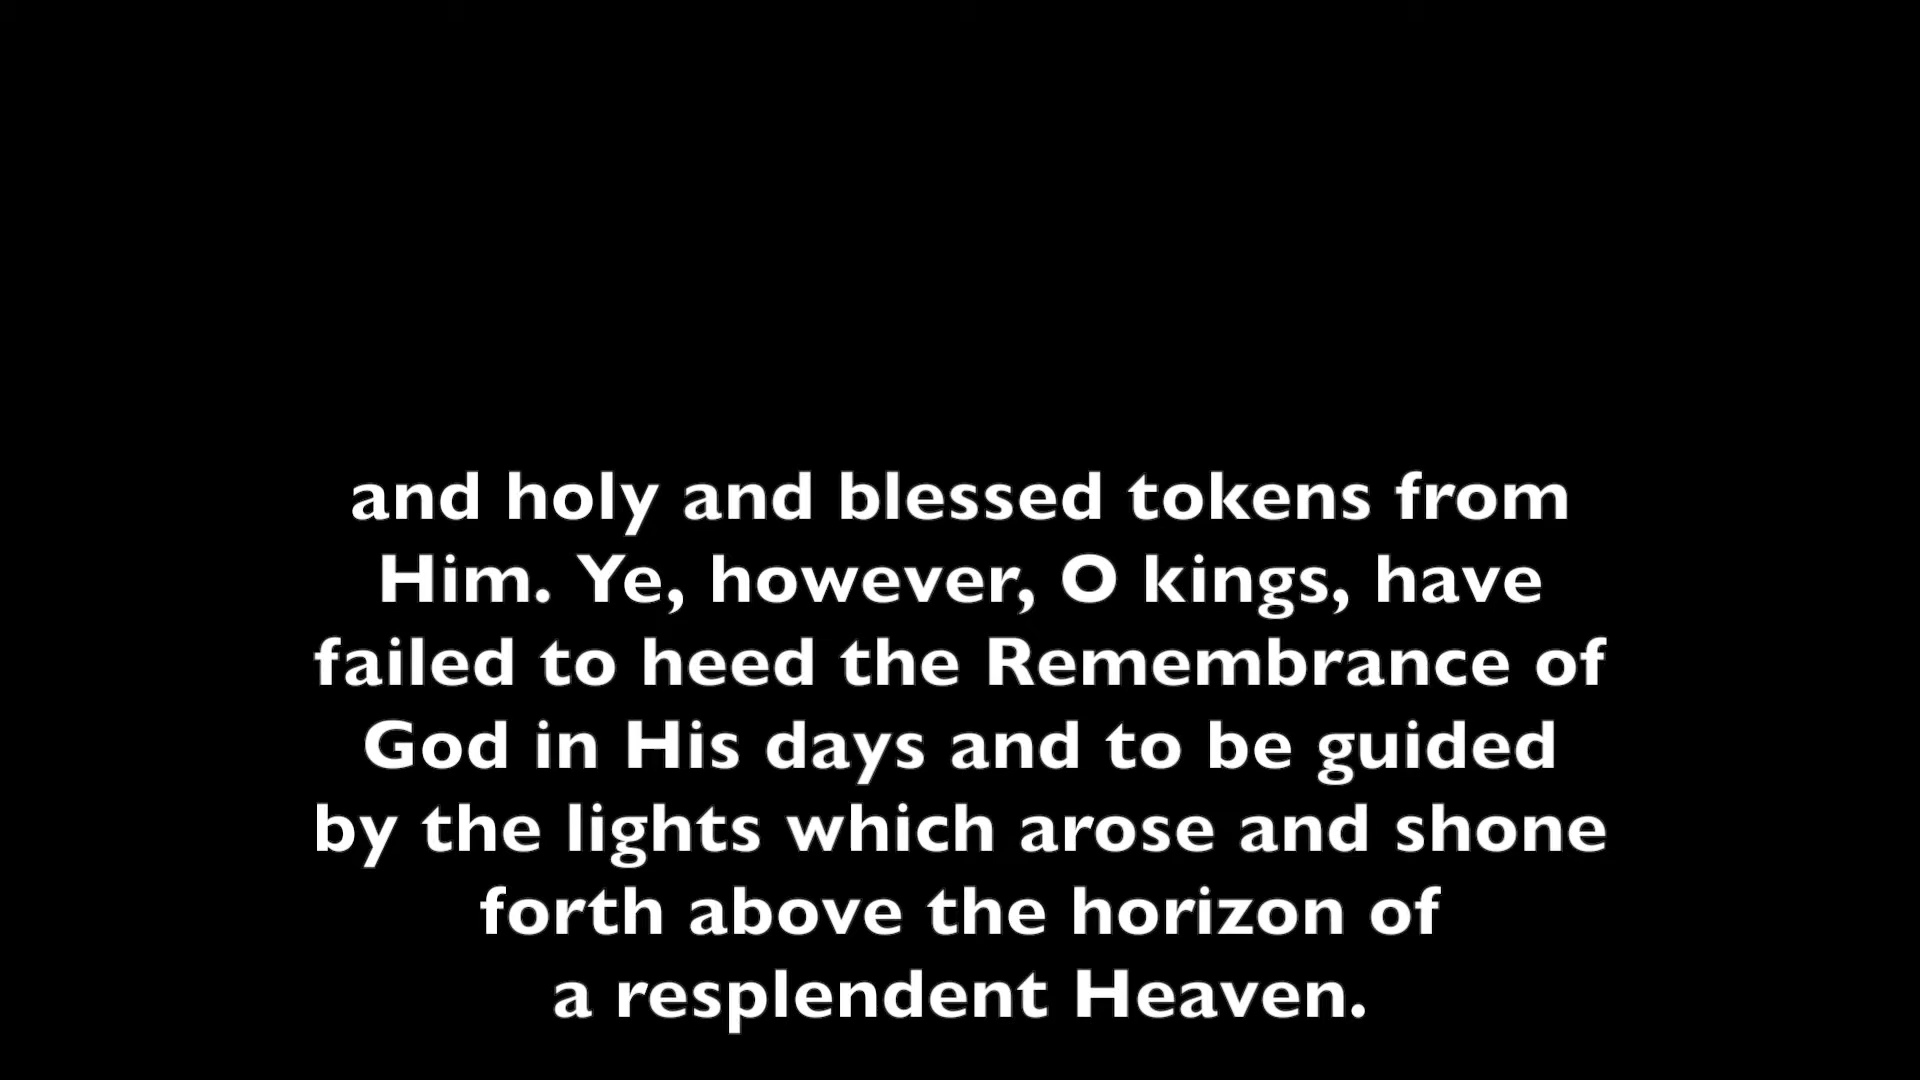 and holy and blessed tokens from
Him. Ye, however, O kings, have
failed to heed the Remembrance of
God in His days and to be guided
by the lights which arose and shone
forth above the horizon of
a resplendent Heaven.